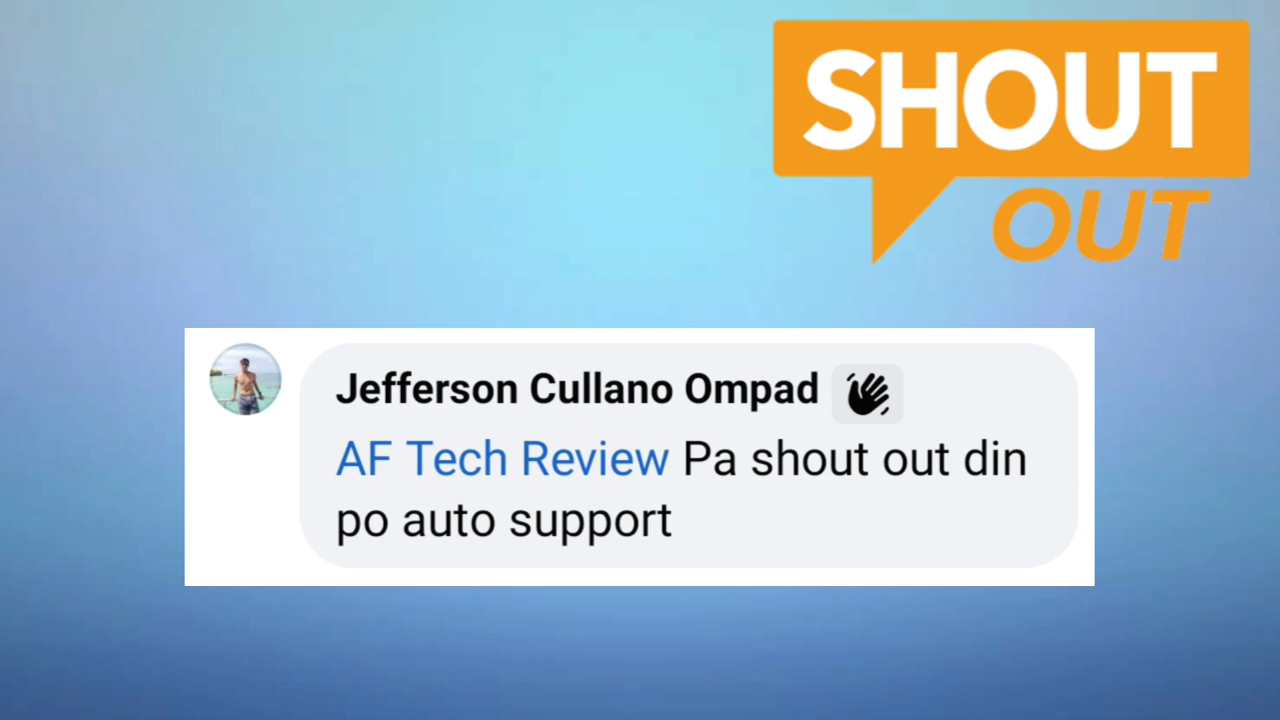 SHOUT
OUT
Jefferson Cullano Ompad
AF Tech Review Pa shout out din
po auto support